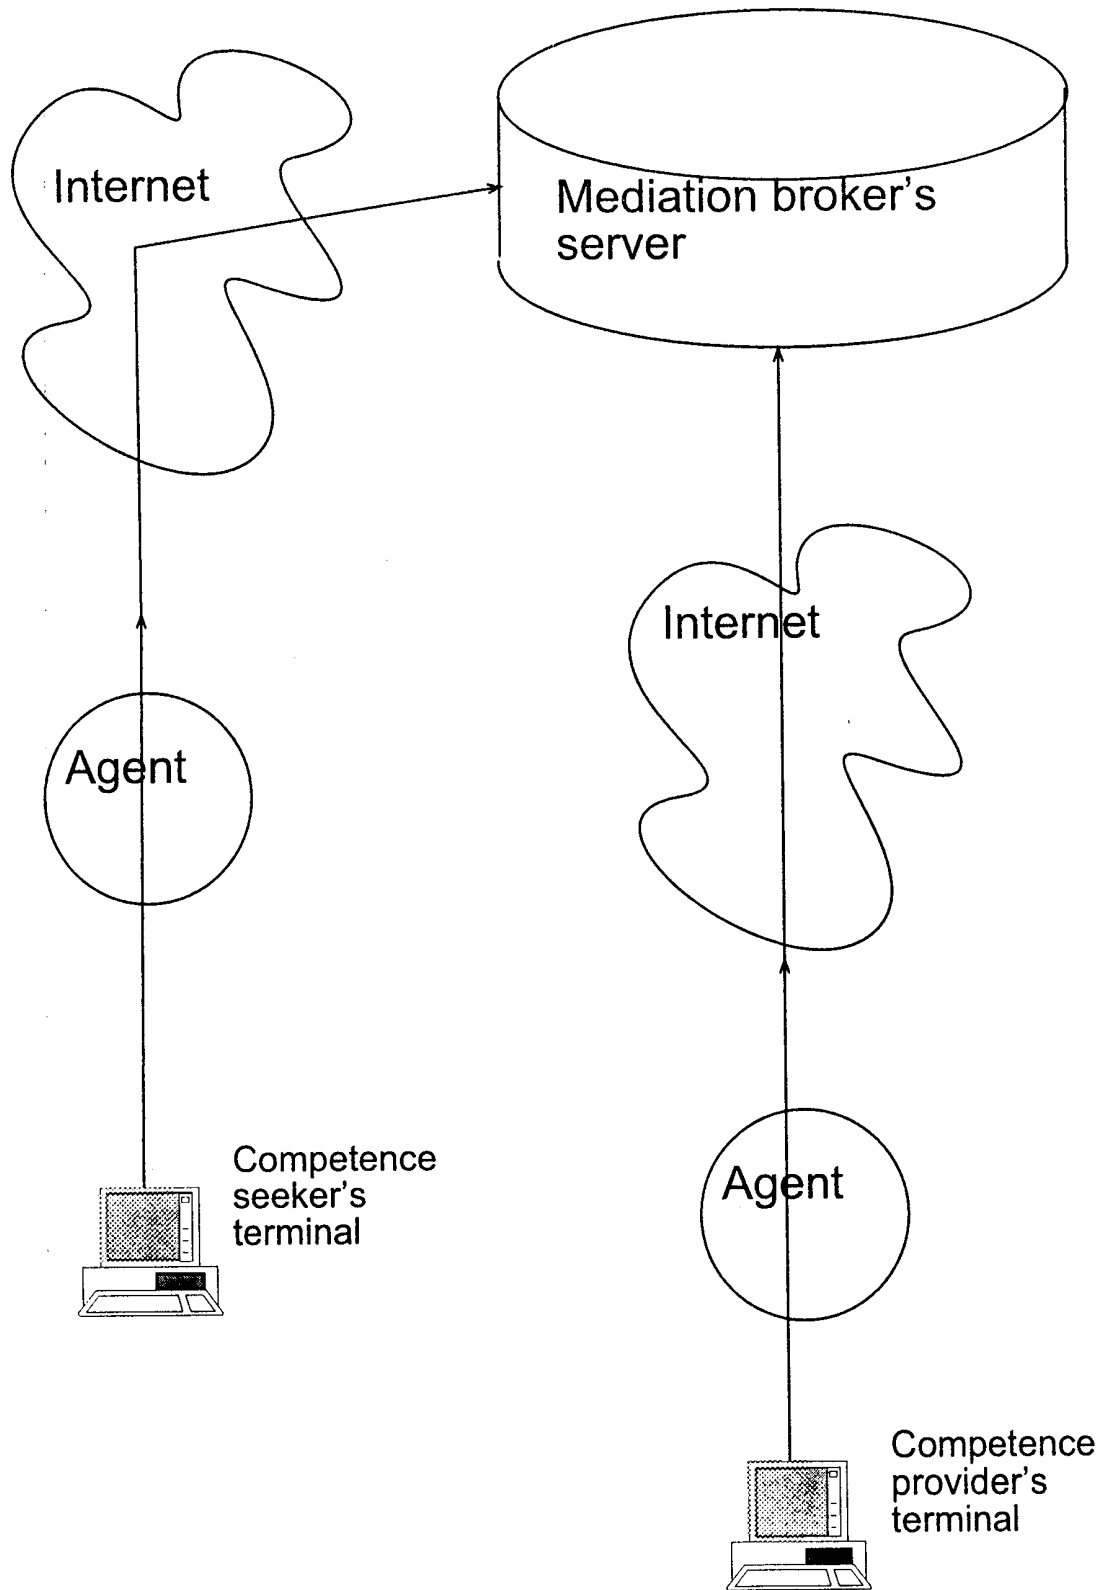 Internet
Mediation broker's
server
Internet
Agent
Competence
seeker's
terminal
Agent
Competence
provider's
terminal